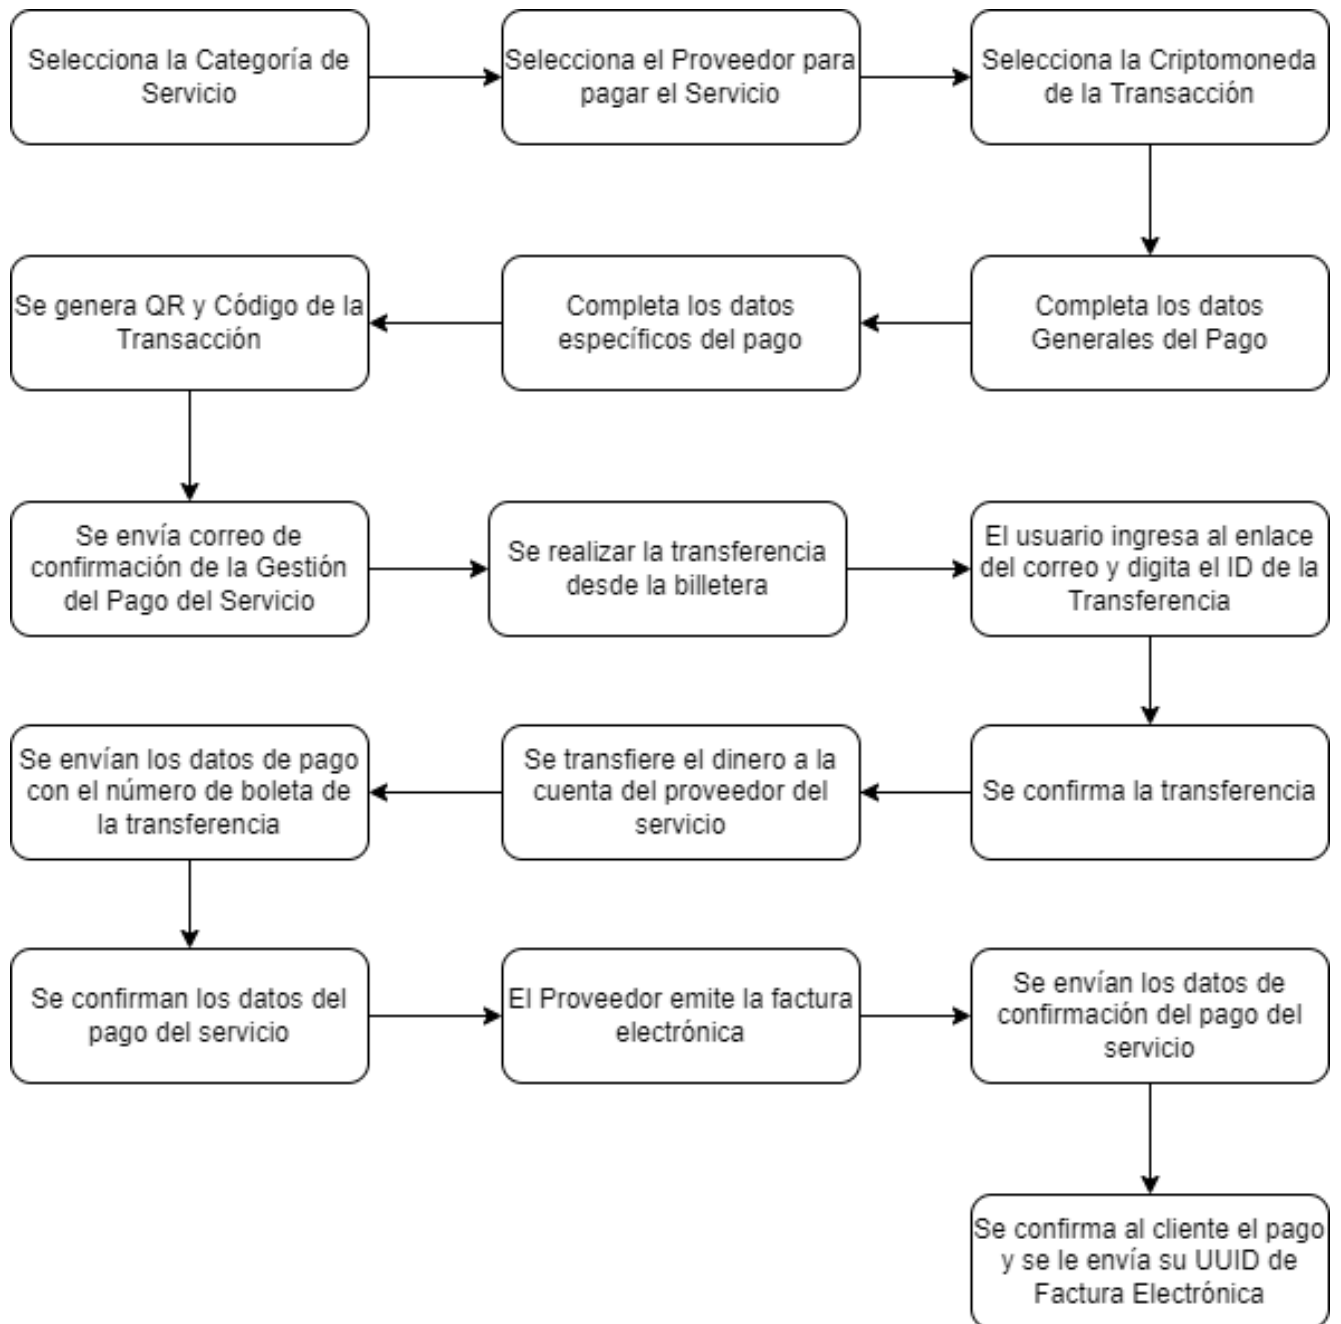 Selecciona la Categoría de
Servicio
Selecciona el Proveedor para
pagar el Servicio
Selecciona la Criptomoneda
de la Transacción
Completa los datos
Generales del Pago
Completa los datos
específicos del pago
Se genera QR y Código de la
Transacción
Se envía correo de
confirmación de la Gestión
del Pago del Servicio
Se realizar la transferencia
desde la billetera
El usuario ingresa al enlace
del correo y digita el ID de la
Transferencia
Se confirma la transferencia
Se transfiere el dinero a la
cuenta del proveedor del
servicio
Se envían los datos de pago
con el número de boleta de
la transferencia
Se confirman los datos del
pago del servicio
El Proveedor emite la factura
electrónica
Se envían los datos de
confirmación del pago del
servicio
Se confirma al cliente el pago
y se le envía su UUID de
Factura Electrónica